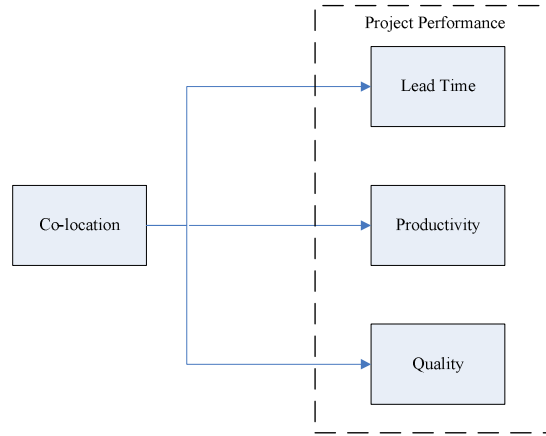 Project Performance
Lead Time
Co-location
Productivity
Quality